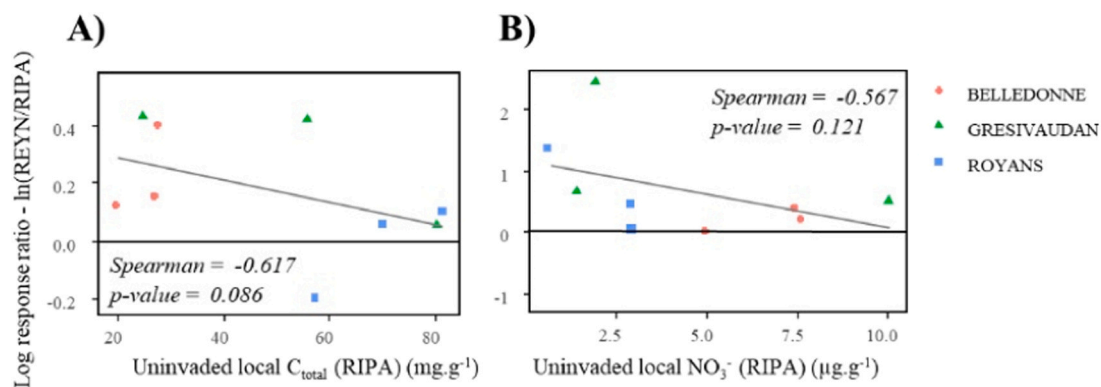 A)
B)
Log response ratio - ln(REYN/RIPA)
0.4
0.2
0.0
-0.2
Spearman = -0.617
p-value = 0.086
20 40 60 80
Uninvaded local C_total (RIPA) (mg.g⁻¹)
2
1
0
-1
Spearman = -0.567
p-value = 0.121
2.5 5.0 7.5 10.0
Uninvaded local NO₃⁻ (RIPA) (µg.g⁻¹)
BELLEDONNE
GRESIVAUDAN
ROYANS